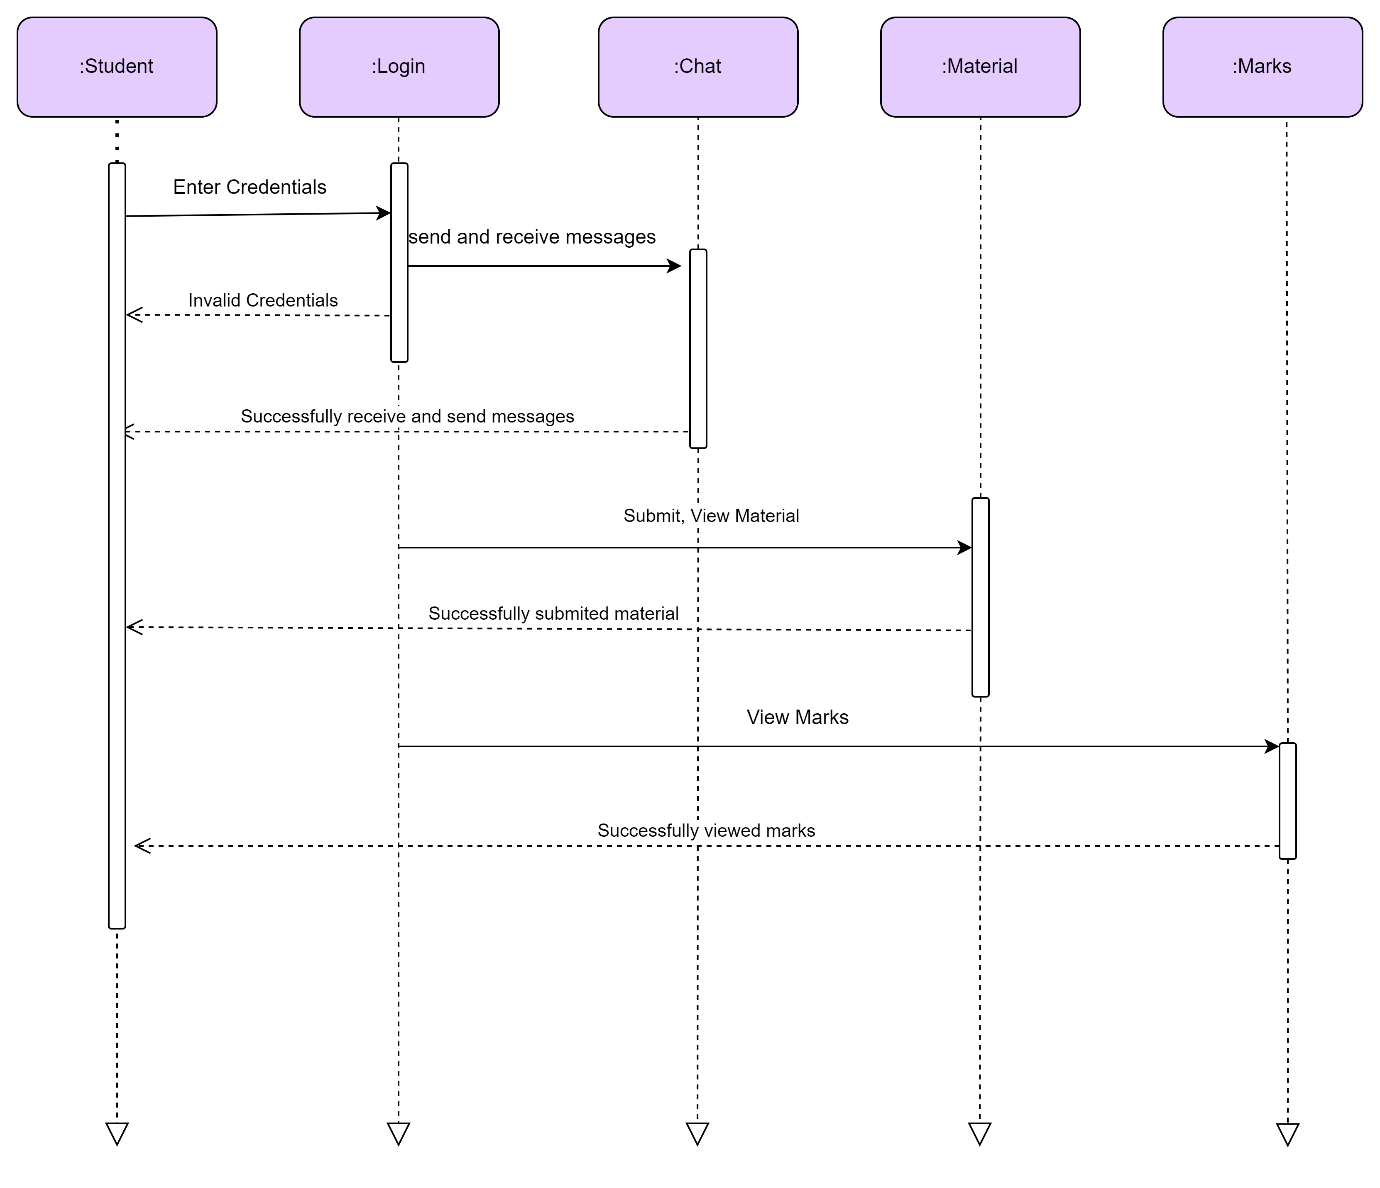 :Student
:Login
:Chat
:Material
:Marks
Enter Credentials
send and receive messages
Invalid Credentials
Successfully receive and send messages
Submit, View Material
Successfully submited material
View Marks
Successfully viewed marks